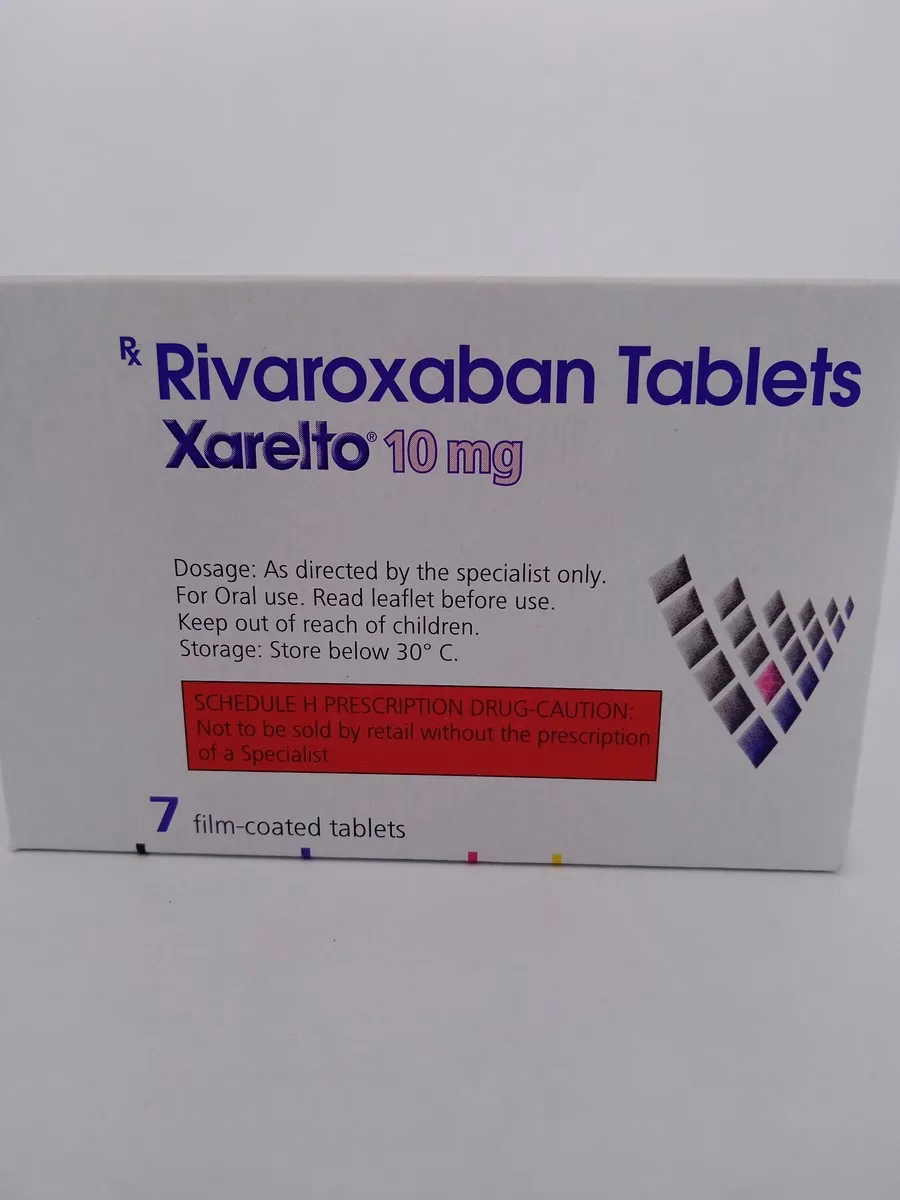 Rx Rivaroxaban Tablets
Xarelto® 10 mg
Dosage: As directed by the specialist only.
For Oral use. Read leaflet before use.
Keep out of reach of children.
Storage: Store below 30° C.
SCHEDULE H PRESCRIPTION DRUG-CAUTION:
Not to be sold by retail without the prescription
of a Specialist
7 film-coated tablets